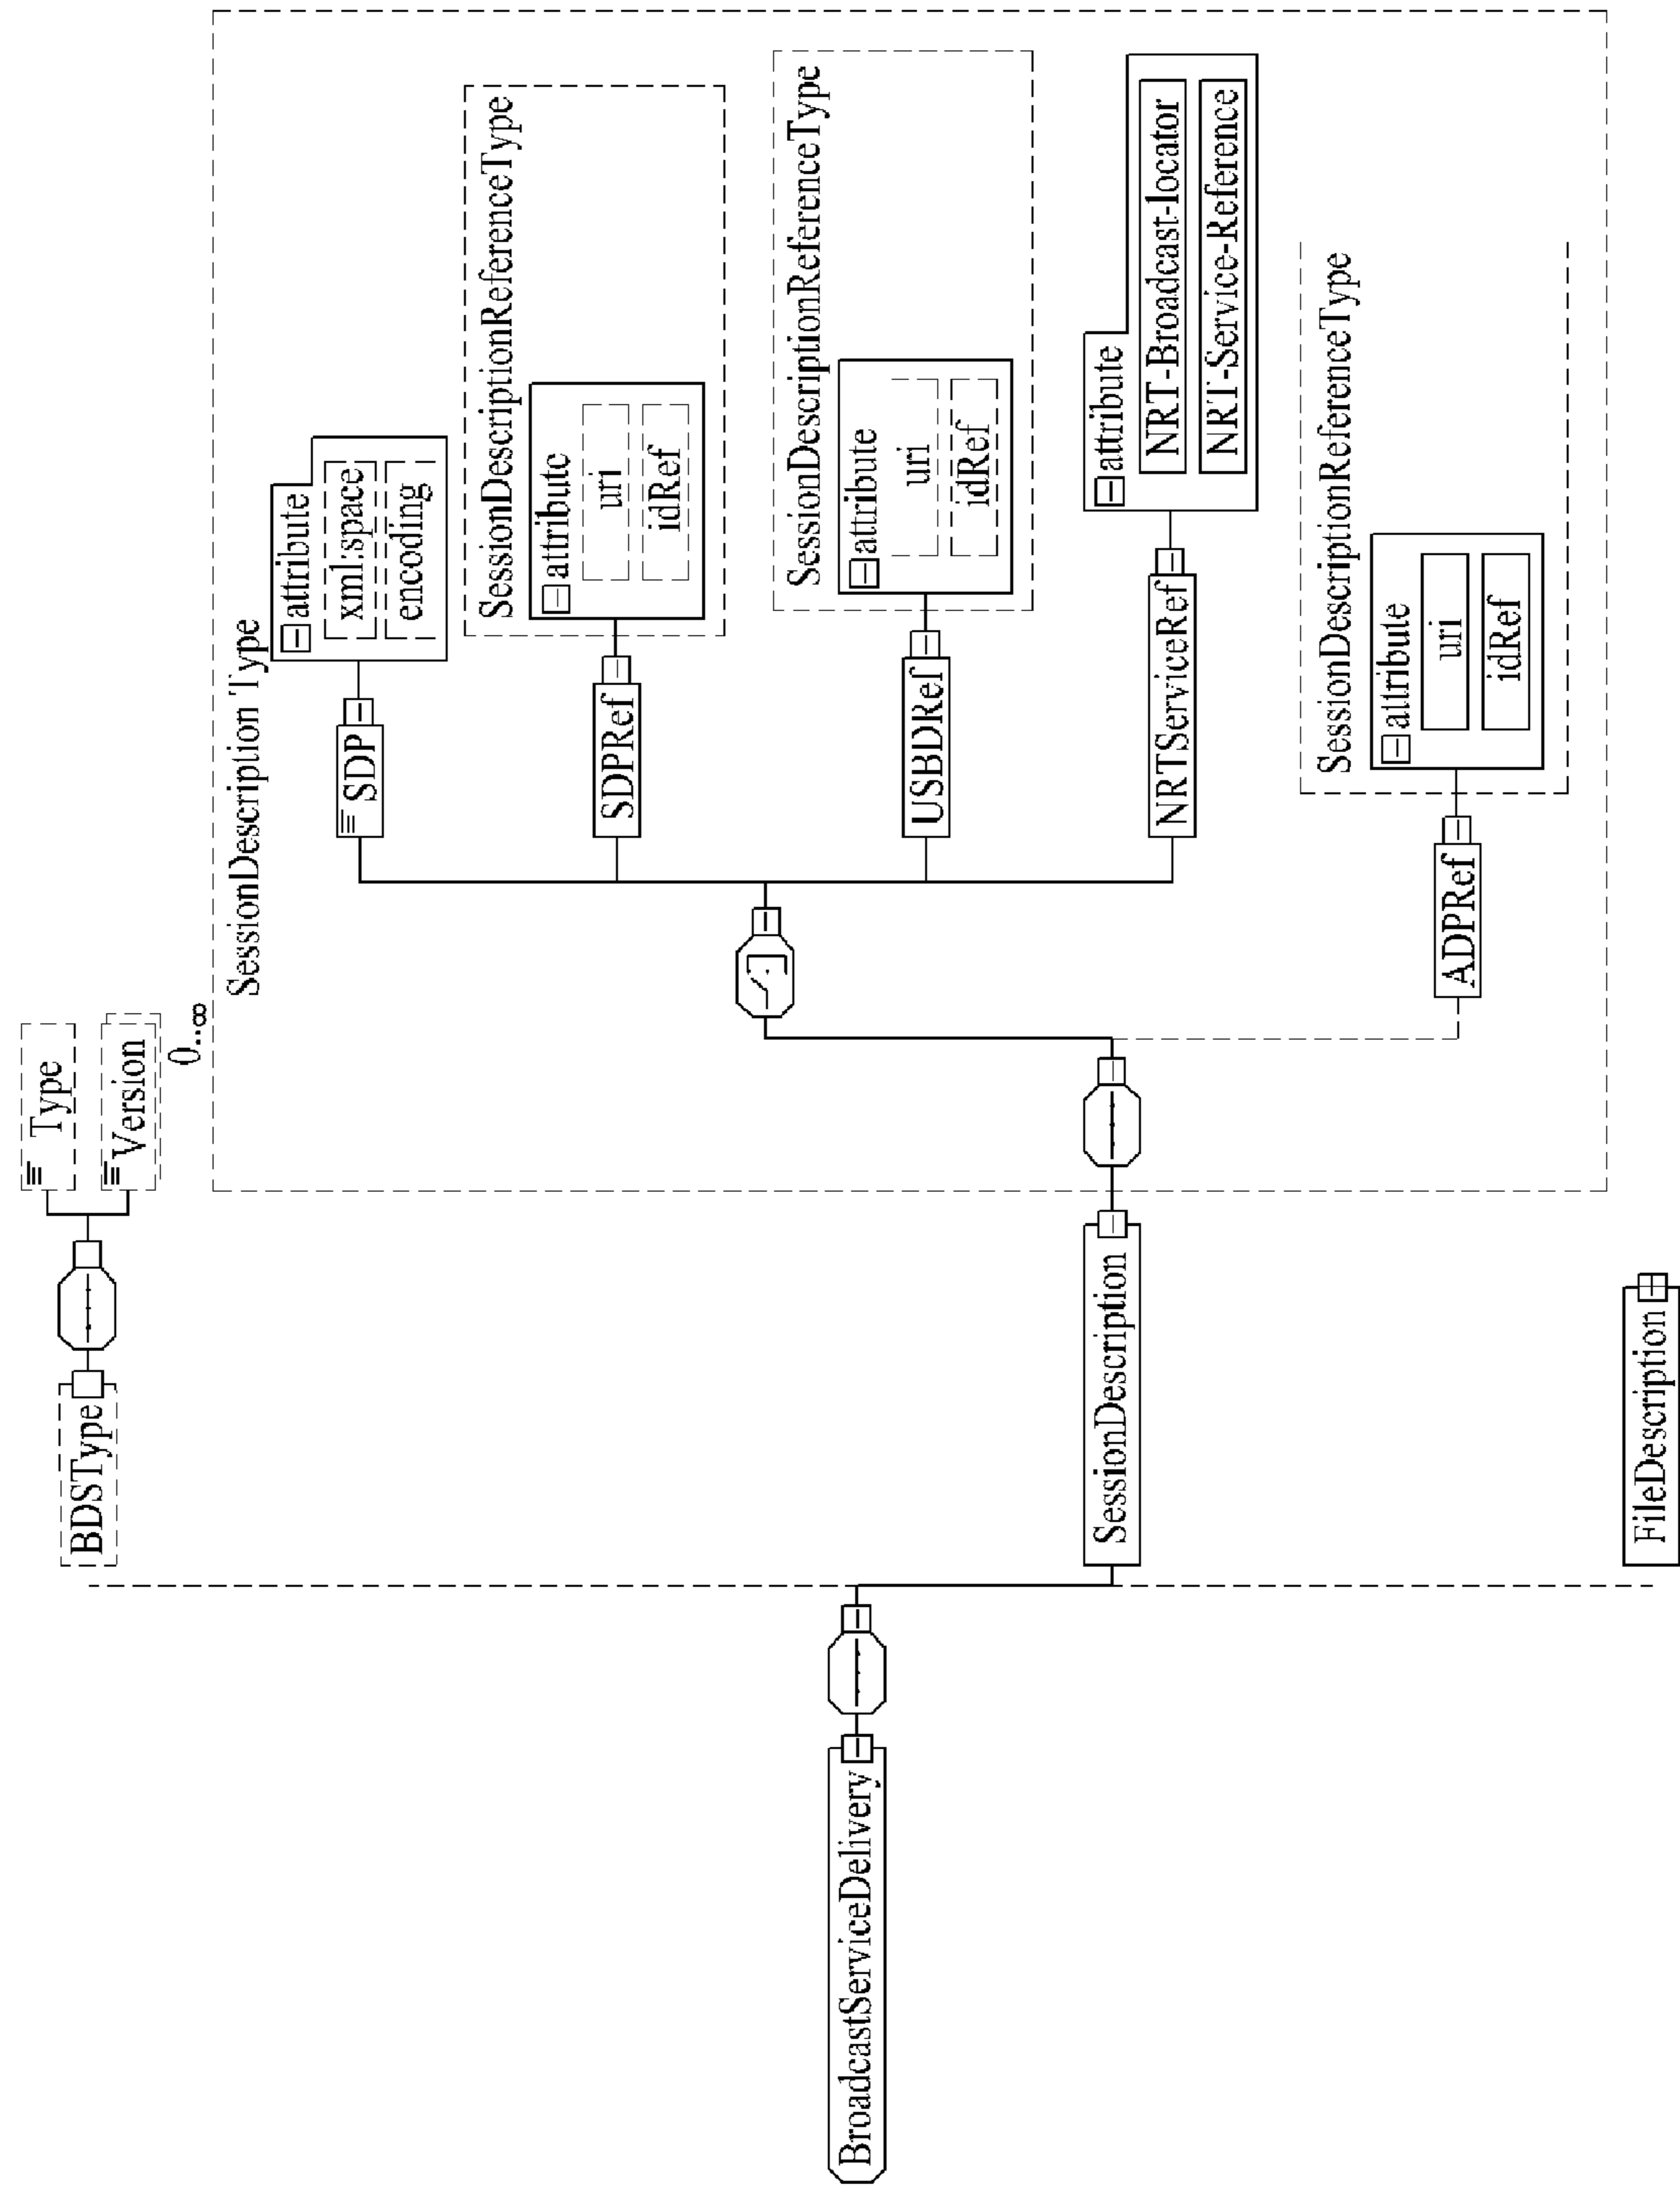 BroadcastServiceDelivery
BDSType
Type
Version
0..∞
SessionDescription
SessionDescription Type
SDP
attribute
xml:space
encoding
SDPRef
SessionDescriptionReferenceType
attribute
uri
idRef
USBDRef
SessionDescriptionReferenceType
attribute
uri
idRef
NRTServiceRef
attribute
NRT-Broadcast-locator
NRT-Service-Reference
ADPRef
SessionDescriptionReferenceType
attribute
uri
idRef
FileDescription